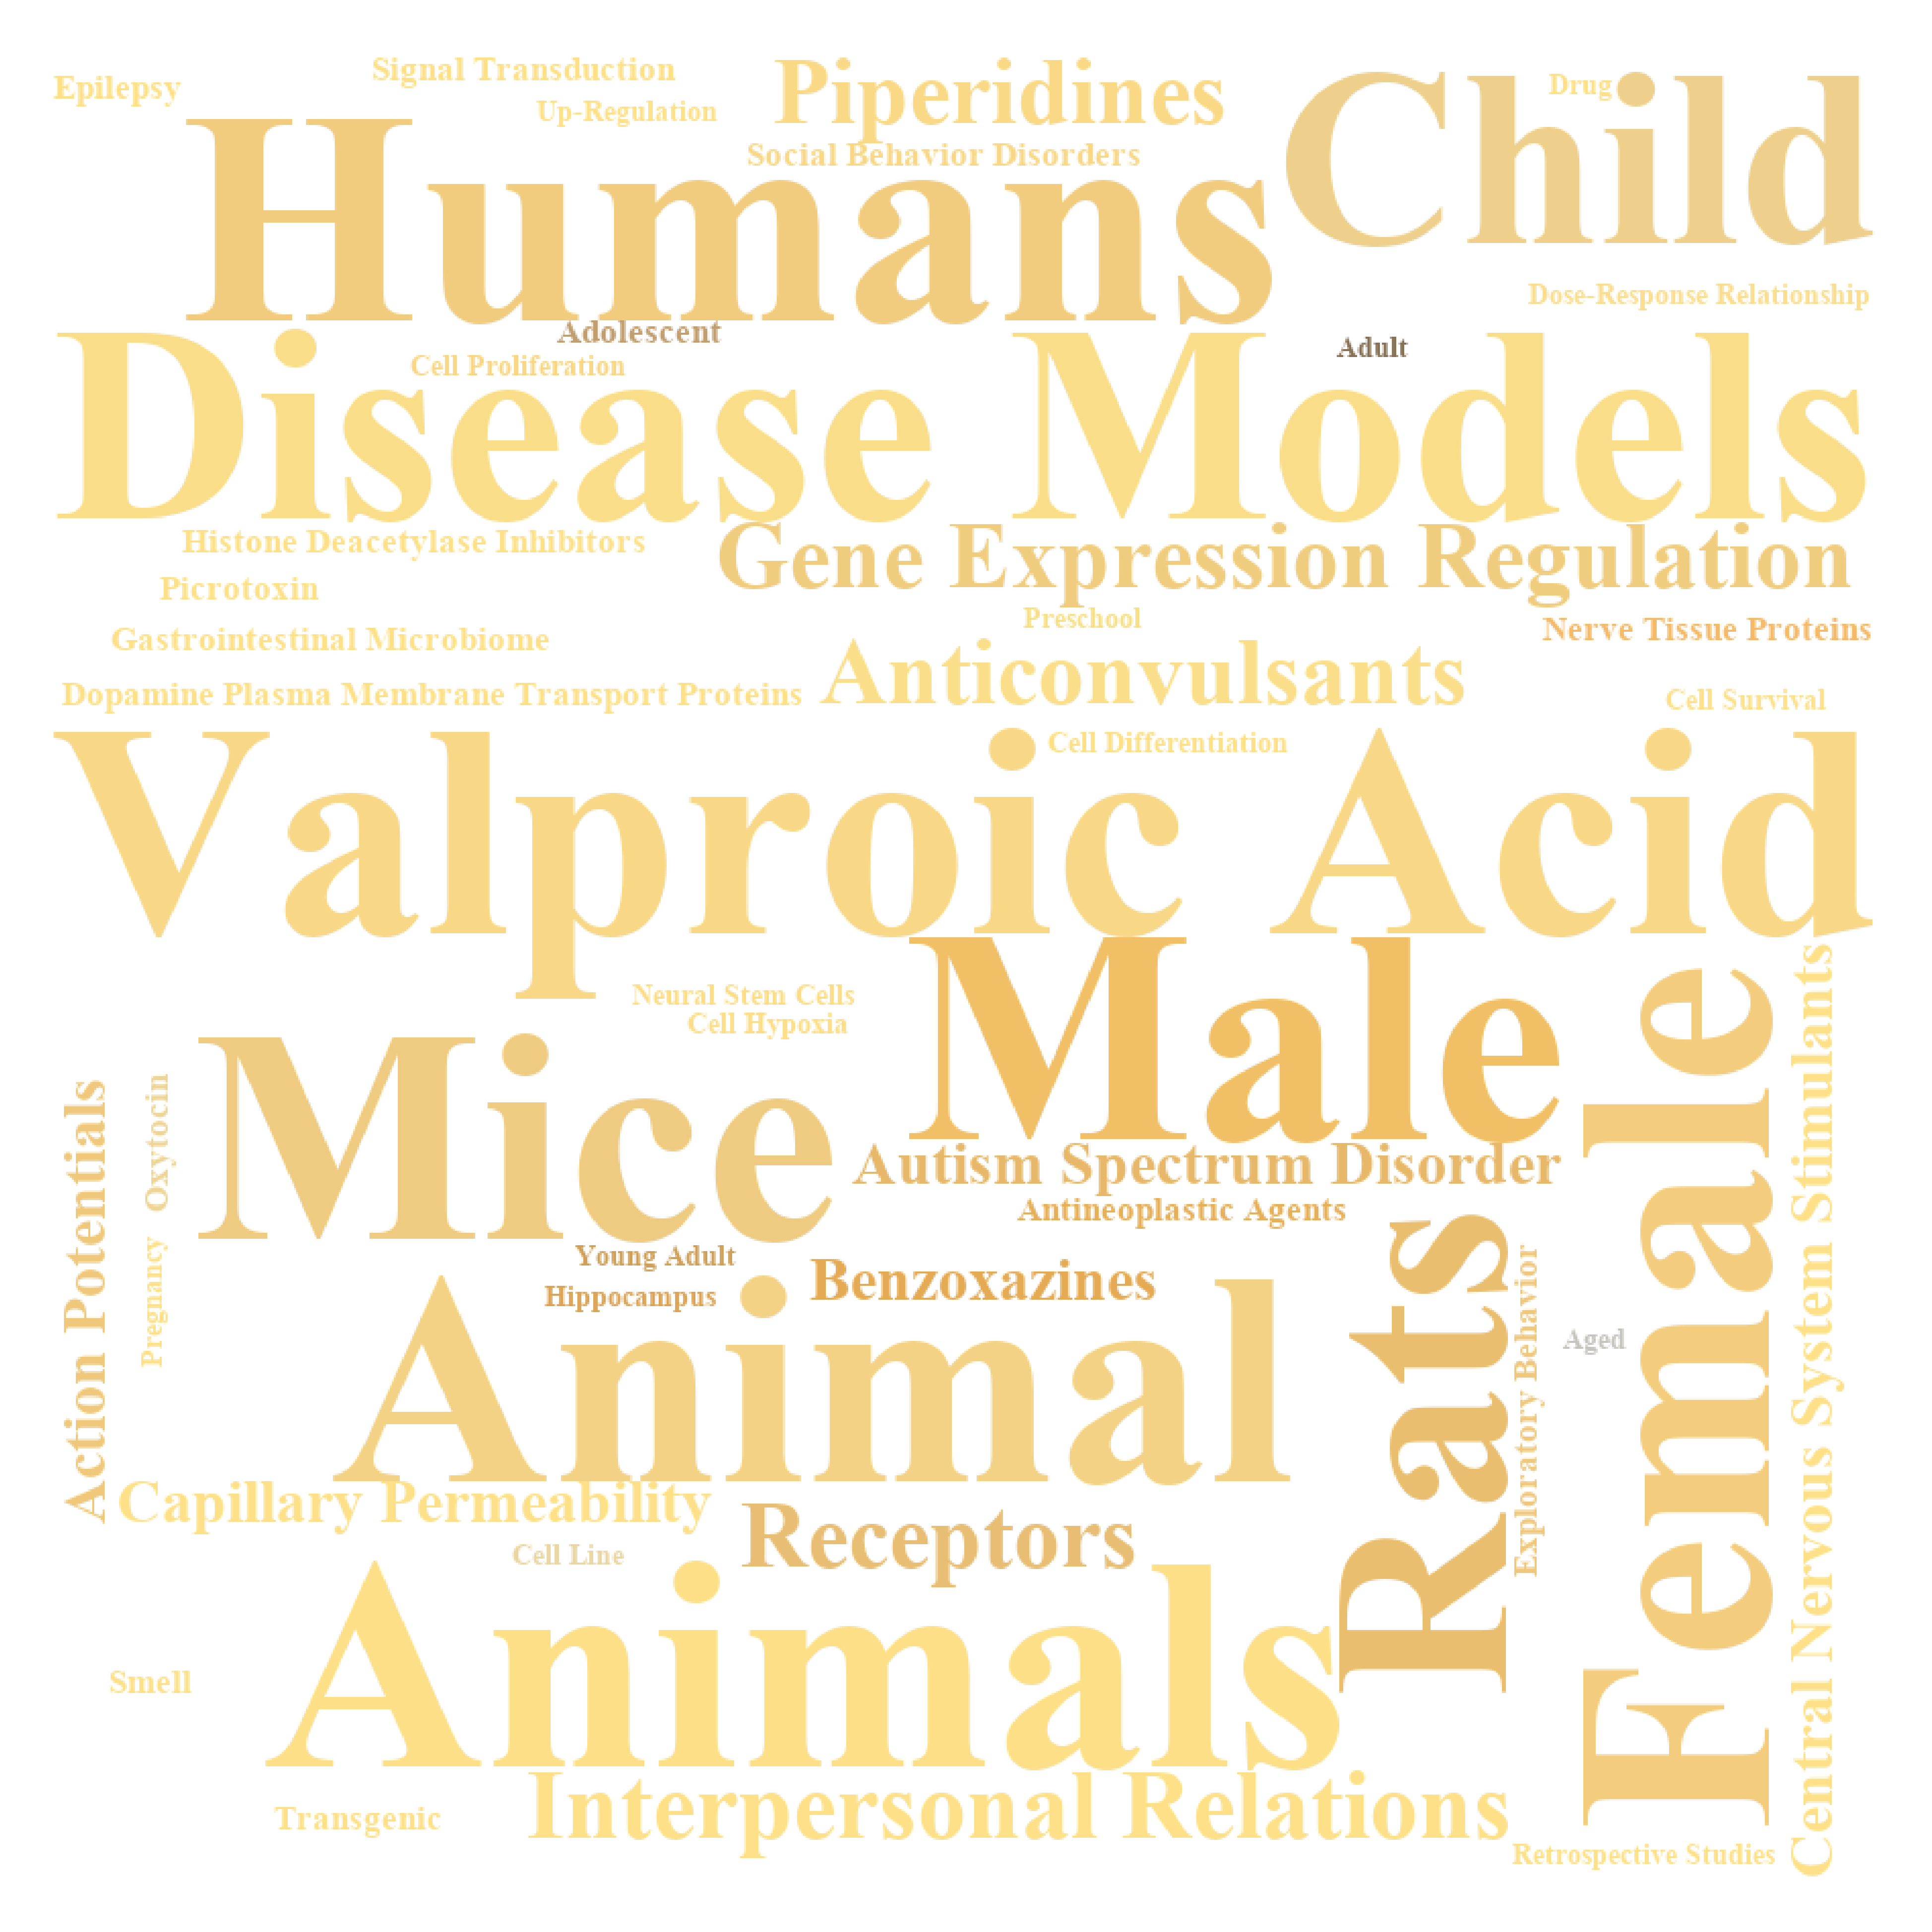 Epilepsy
Signal Transduction
Up-Regulation
Piperidines
Social Behavior Disorders
Child
Drug
Humans
Dose-Response Relationship
Adolescent
Adult
Cell Proliferation
Disease Models
Histone Deacetylase Inhibitors
Gene Expression Regulation
Picrotoxin
Preschool
Nerve Tissue Proteins
Gastrointestinal Microbiome
Anticonvulsants
Dopamine Plasma Membrane Transport Proteins
Cell Survival
Cell Differentiation
Valproic Acid
Neural Stem Cells
Cell Hypoxia
Male
Mice
Autism Spectrum Disorder
Antineoplastic Agents
Female
Central Nervous System Stimulants
Action Potentials
Oxytocin
Pregnancy
Young Adult
Hippocampus
Benzoxazines
Rats
Exploratory Behavior
Aged
Animal
Capillary Permeability
Receptors
Cell Line
Animals
Smell
Transgenic
Interpersonal Relations
Retrospective Studies